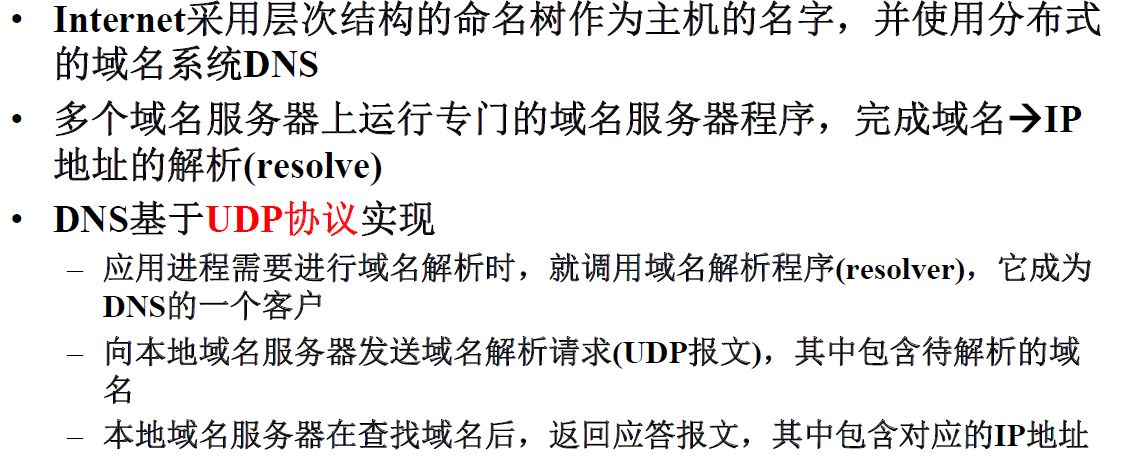 • Internet采用层次结构的命名树作为主机的名字，并使用分布式
的域名系统DNS
• 多个域名服务器上运行专门的域名服务器程序，完成域名→IP
地址的解析(resolve)
• DNS基于UDP协议实现
– 应用进程需要进行域名解析时，就调用域名解析程序(resolver)，它成为
DNS的一个客户
– 向本地域名服务器发送域名解析请求(UDP报文)，其中包含待解析的域
名
– 本地域名服务器在查找域名后，返回应答报文，其中包含对应的IP地址